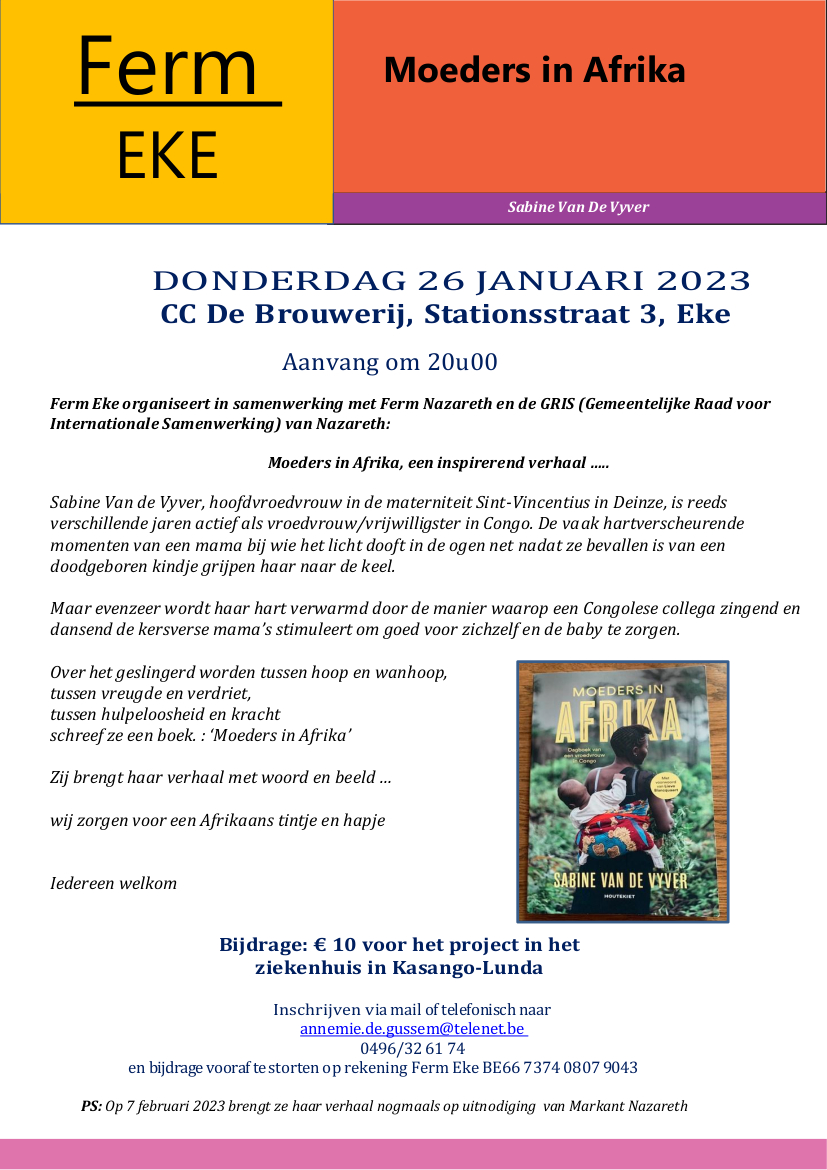 Ferm
EKE
Moeders in Afrika
Sabine Van De Vyver
DONDERDAG 26 JANUARI 2023
CC De Brouwerij, Stationsstraat 3, Eke
Aanvang om 20u00
Ferm Eke organiseert in samenwerking met Ferm Nazareth en de GRIS (Gemeentelijke Raad voor
Internationale Samenwerking) van Nazareth:
Moeders in Afrika, een inspirerend verhaal .....
Sabine Van de Vyver, hoofdvroedvrouw in de materniteit Sint-Vincentius in Deinze, is reeds
verschillende jaren actief als vroedvrouw/vrijwilligster in Congo. De vaak hartverscheurende
momenten van een mama bij wie het licht dooft in de ogen net nadat ze bevallen is van een
doodgeboren kindje grijpen haar naar de keel.
Maar evenzeer wordt haar hart verwarmd door de manier waarop een Congolese collega zingend en
dansend de kersverse mama’s stimuleert om goed voor zichzelf en de baby te zorgen.
Over het geslingerd worden tussen hoop en wanhoop,
tussen vreugde en verdriet,
tussen hulpeloosheid en kracht
schreef ze een boek. : ‘Moeders in Afrika’
Zij brengt haar verhaal met woord en beeld ...
wij zorgen voor een Afrikaans tintje en hapje
Iedereen welkom
MOEDERS IN
AFRIKA
Dagboek van
een vroedvrouw
in Congo
Met
voorwoord
van Lieve
Blancquaert
SABINE VAN DE VYVER
HOUTEKIET
Bijdrage: € 10 voor het project in het
ziekenhuis in Kasango-Lunda
Inschrijven via mail of telefonisch naar
annemie.de.gussem@telenet.be
0496/32 61 74
en bijdrage vooraf te storten op rekening Ferm Eke BE66 7374 0807 9043
PS: Op 7 februari 2023 brengt ze haar verhaal nogmaals op uitnodiging van Markant Nazareth